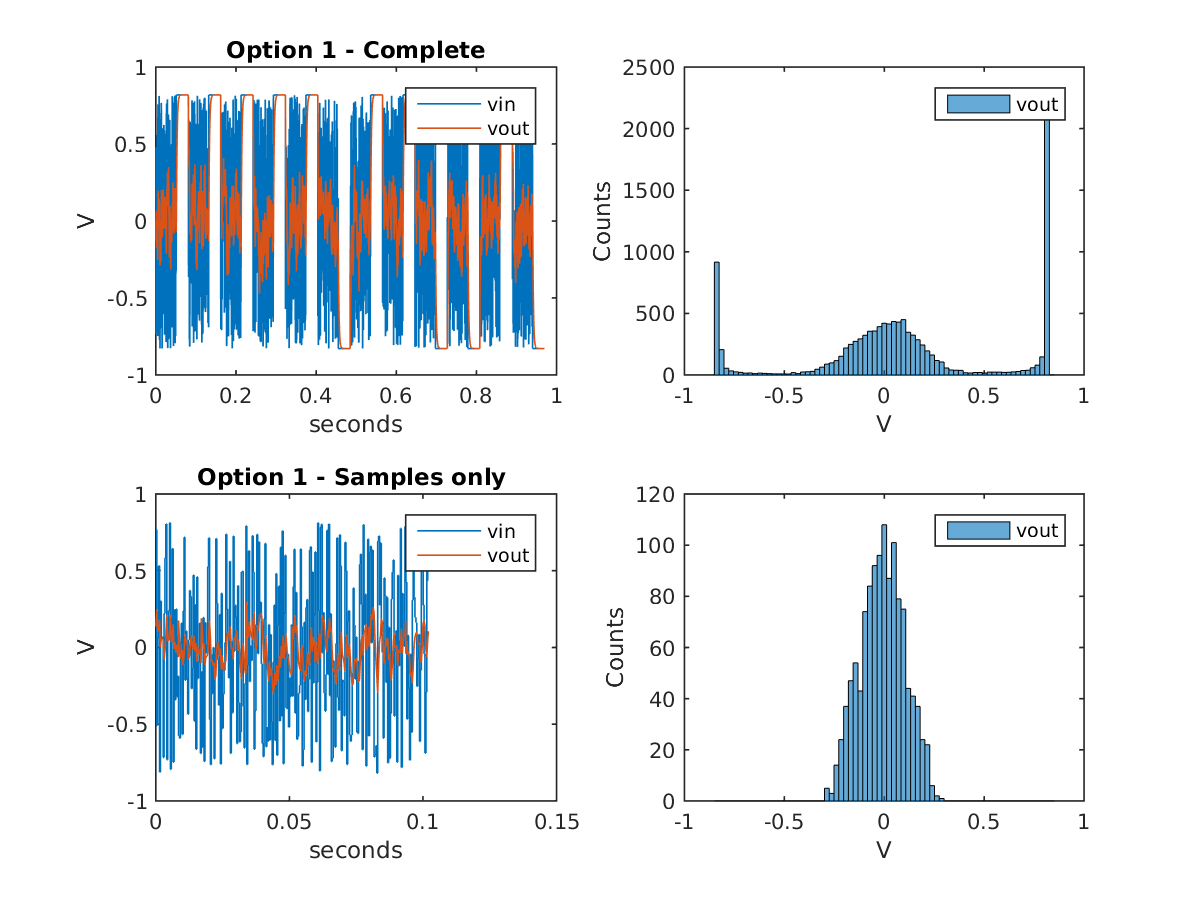 Option 1 - Complete
1
0.5
0
-0.5
-1
V
0
0.2
0.4
0.6
0.8
1
seconds
vin
vout
2500
2000
1500
1000
500
0
Counts
-1
-0.5
0
0.5
1
V
vout
Option 1 - Samples only
1
0.5
0
-0.5
-1
V
0
0.05
0.1
0.15
seconds
vin
vout
120
100
80
60
40
20
0
Counts
-1
-0.5
0
0.5
1
V
vout